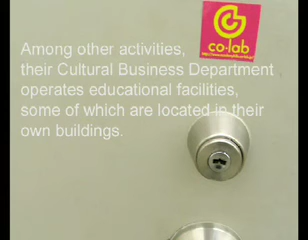 co-lab
Among other activities,
their Cultural Business Department
operates educational facilities,
some of which are located in their
own buildings.